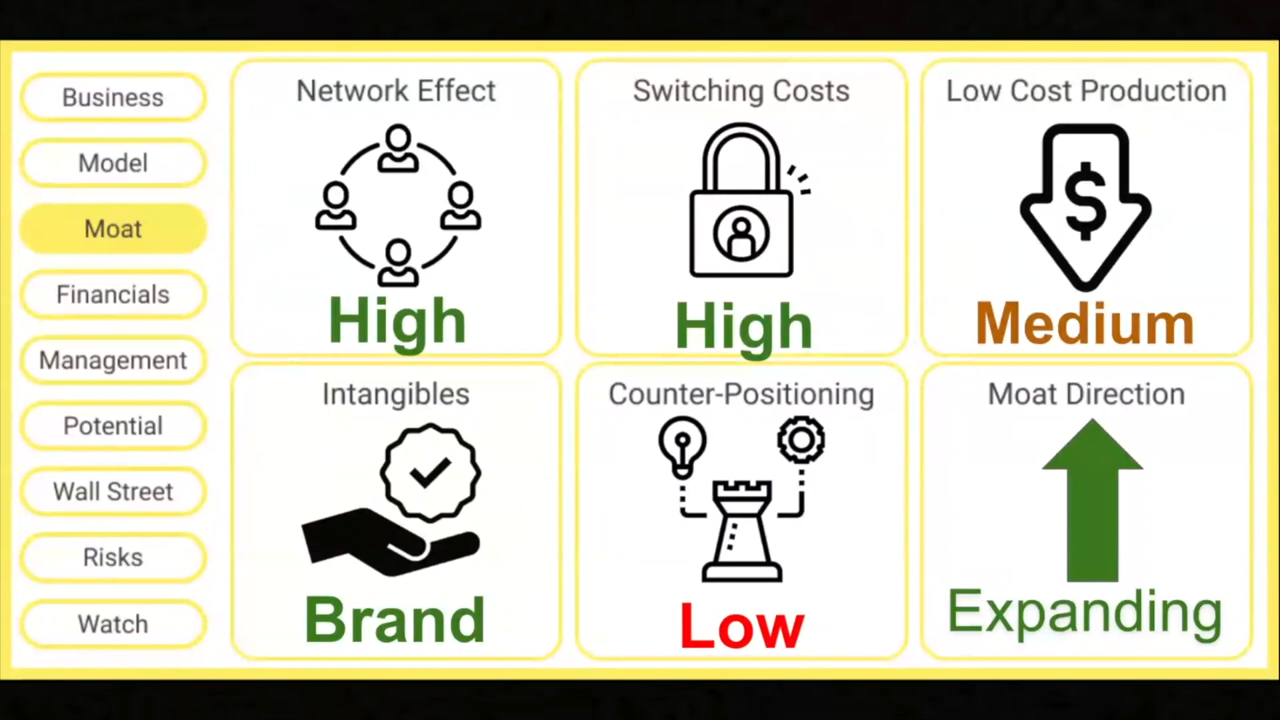 Business
Model
Moat
Financials
Management
Potential
Wall Street
Risks
Watch
Network Effect
High
Switching Costs
High
Low Cost Production
$
Medium
Intangibles
Brand
Counter-Positioning
Low
Moat Direction
Expanding